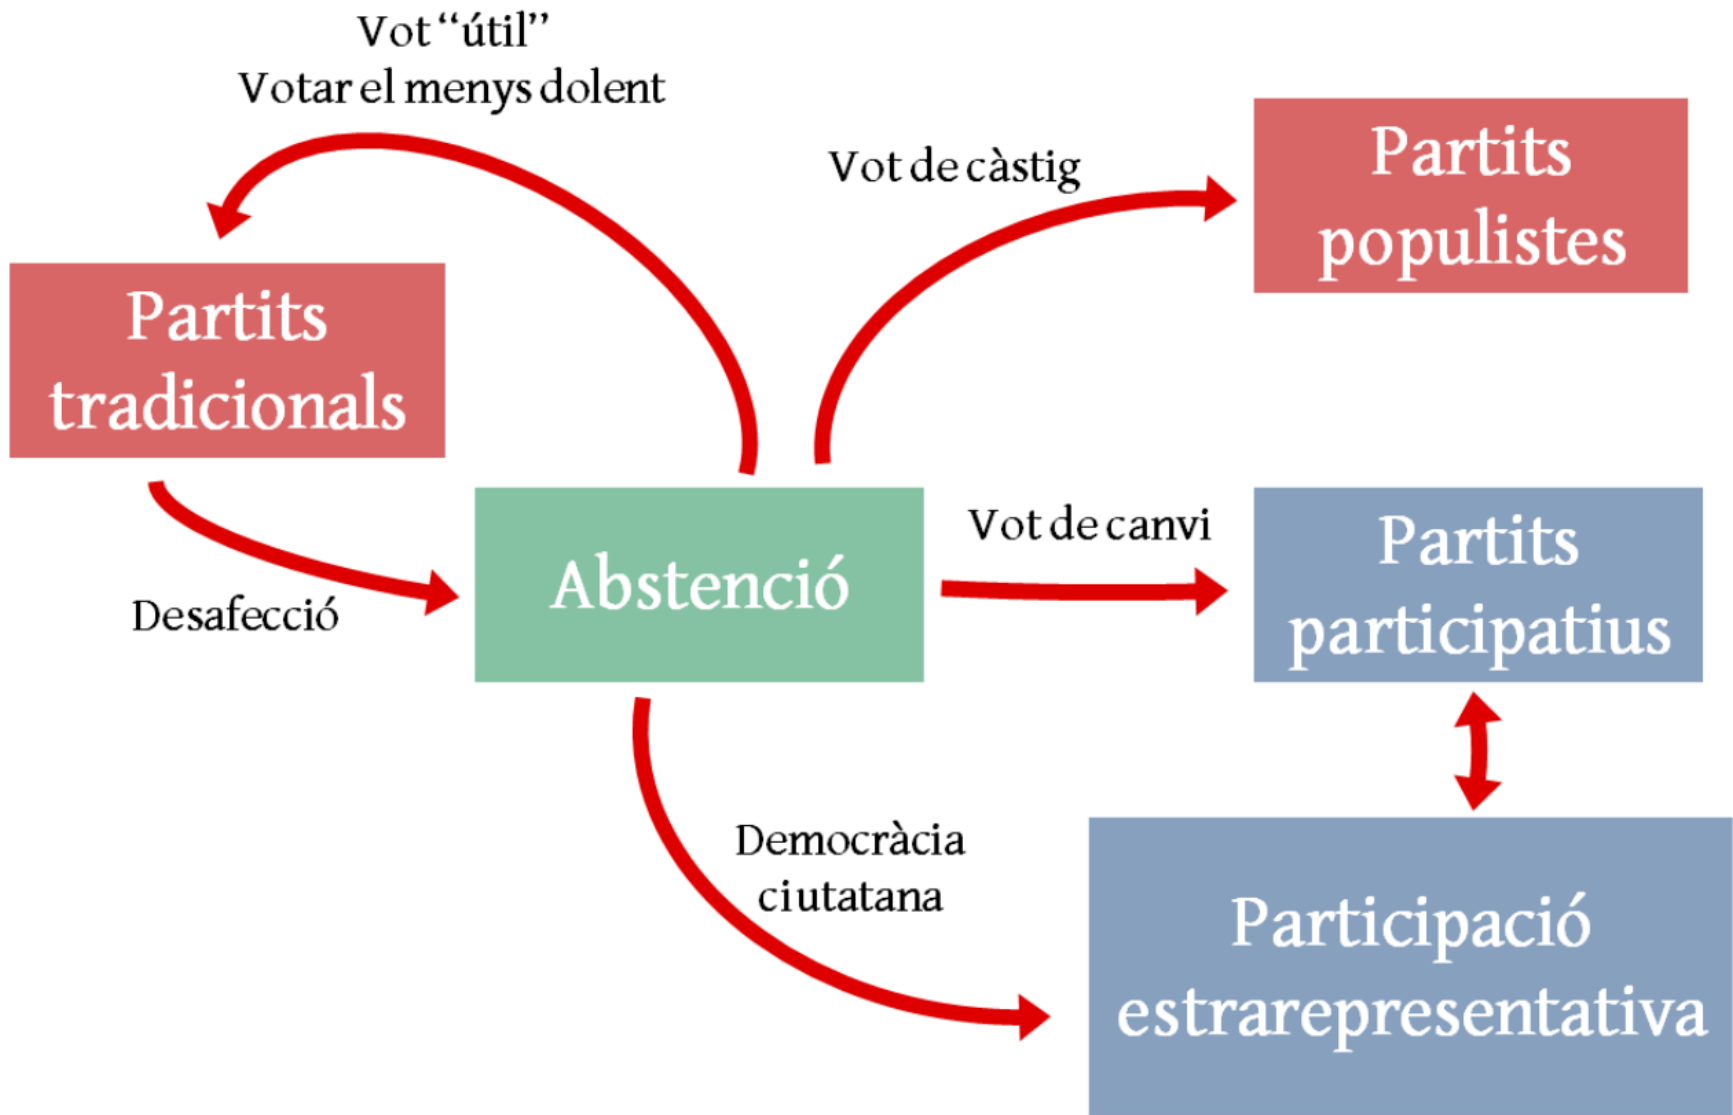 Vot “útil”
Votar el menys dolent
Vot de càstig
Partits
populistes
Partits
tradicionals
Desafecció
Abstenció
Vot de canvi
Partits
participatius
Democràcia
ciutatana
Participació
estrarepresentativa